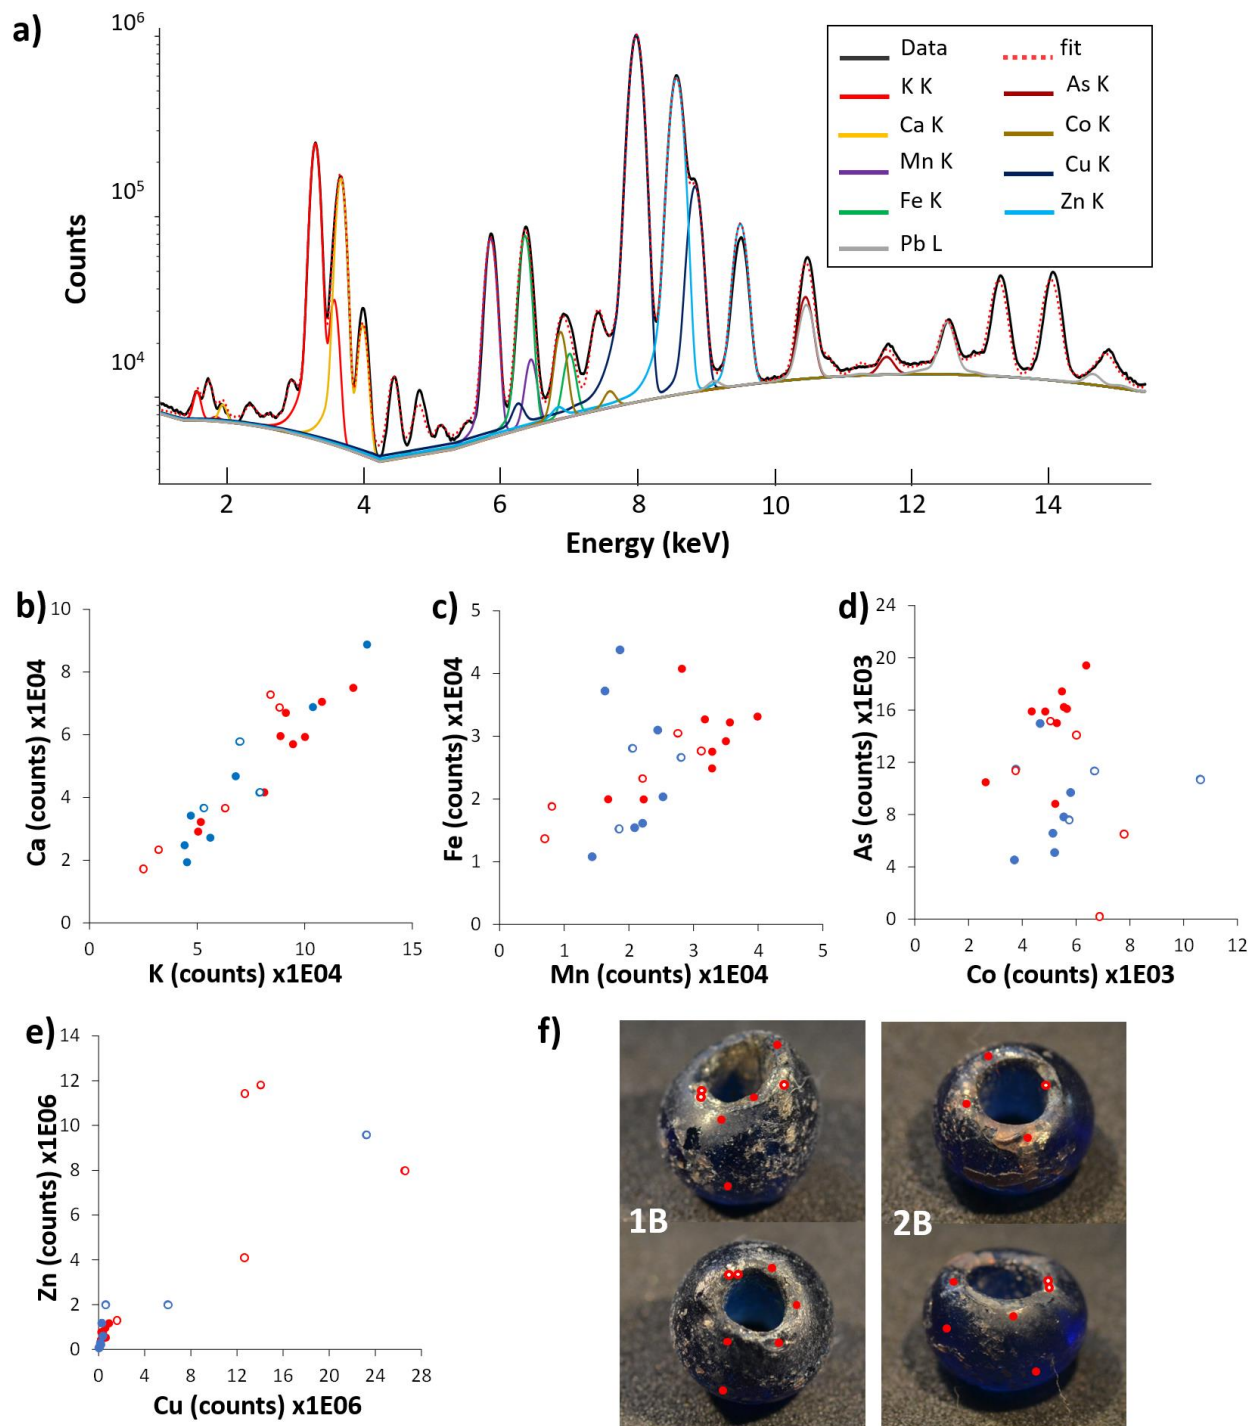 a)
10⁶
10⁵
10⁴
Counts
Data
fit
K K
As K
Ca K
Co K
Mn K
Cu K
Fe K
Zn K
Pb L
2 4 6 8 10 12 14
Energy (keV)
b)
10
8
6
4
2
0
Ca (counts) x1E04
0 5 10 15
K (counts) x1E04
c)
5
4
3
2
1
0
Fe (counts) x1E04
0 1 2 3 4 5
Mn (counts) x1E04
d)
24
20
16
12
8
4
0
As (counts) x1E03
0 2 4 6 8 10 12
Co (counts) x1E03
e)
14
12
10
8
6
4
2
0
Zn (counts) x1E06
0 4 8 12 16 20 24 28
Cu (counts) x1E06
f)
1B
2B